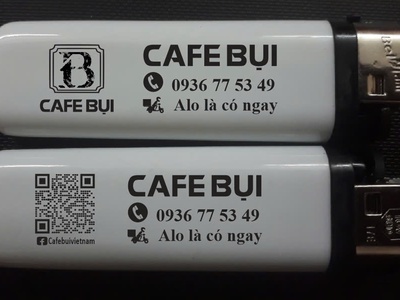 B
CAFE BỤI
CAFE BỤI
0936 77 53 49
Alo là có ngay
Cafebuivietnam
CAFE BỤI
0936 77 53 49
Alo là có ngay